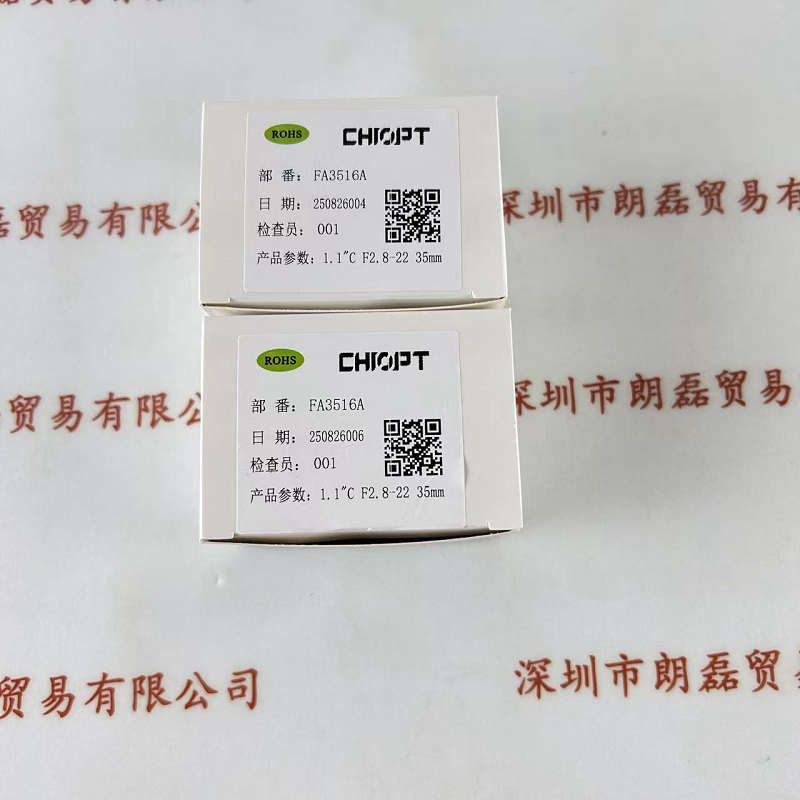 ROHS CHIOPT
部 番: FA3516A
日 期: 250826004
检查员: 001
产品参数: 1.1"C F2.8-22 35mm
ROHS CHIOPT
部 番: FA3516A
日 期: 250826006
检查员: 001
产品参数: 1.1"C F2.8-22 35mm
磊贸易有限公司
深圳市朗磊贸易
贸易有限公司
深圳市朗磊贸易
贸易有限公司
深圳市朗磊贸易